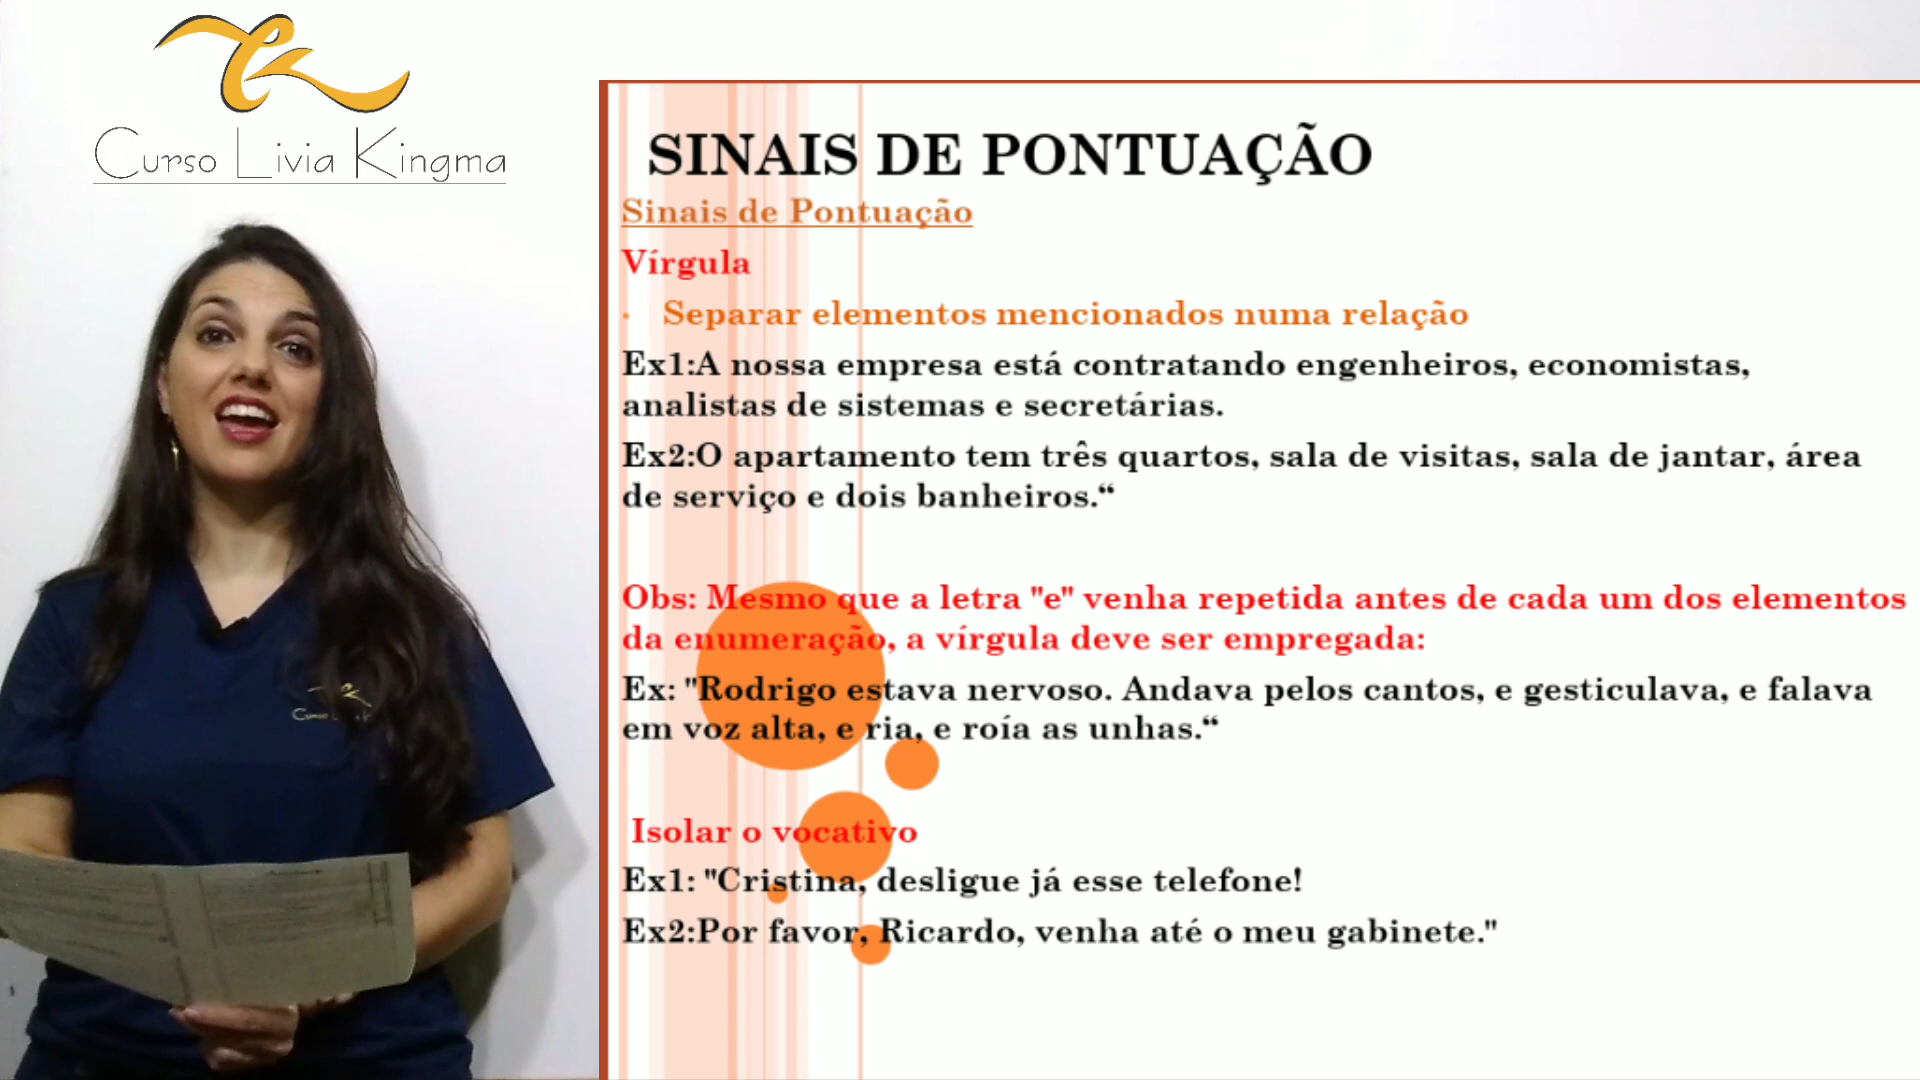 Curso Livia Kingma
SINAIS DE PONTUAÇÃO
Sinais de Pontuação
Vírgula
• Separar elementos mencionados numa relação
Ex1:A nossa empresa está contratando engenheiros, economistas,
analistas de sistemas e secretárias.
Ex2:O apartamento tem três quartos, sala de visitas, sala de jantar, área
de serviço e dois banheiros.“
Obs: Mesmo que a letra "e" venha repetida antes de cada um dos elementos
da enumeração, a vírgula deve ser empregada:
Ex: "Rodrigo estava nervoso. Andava pelos cantos, e gesticulava, e falava
em voz alta, e ria, e roía as unhas.“
Isolar o vocativo
Ex1: "Cristina, desligue já esse telefone!
Ex2:Por favor, Ricardo, venha até o meu gabinete."